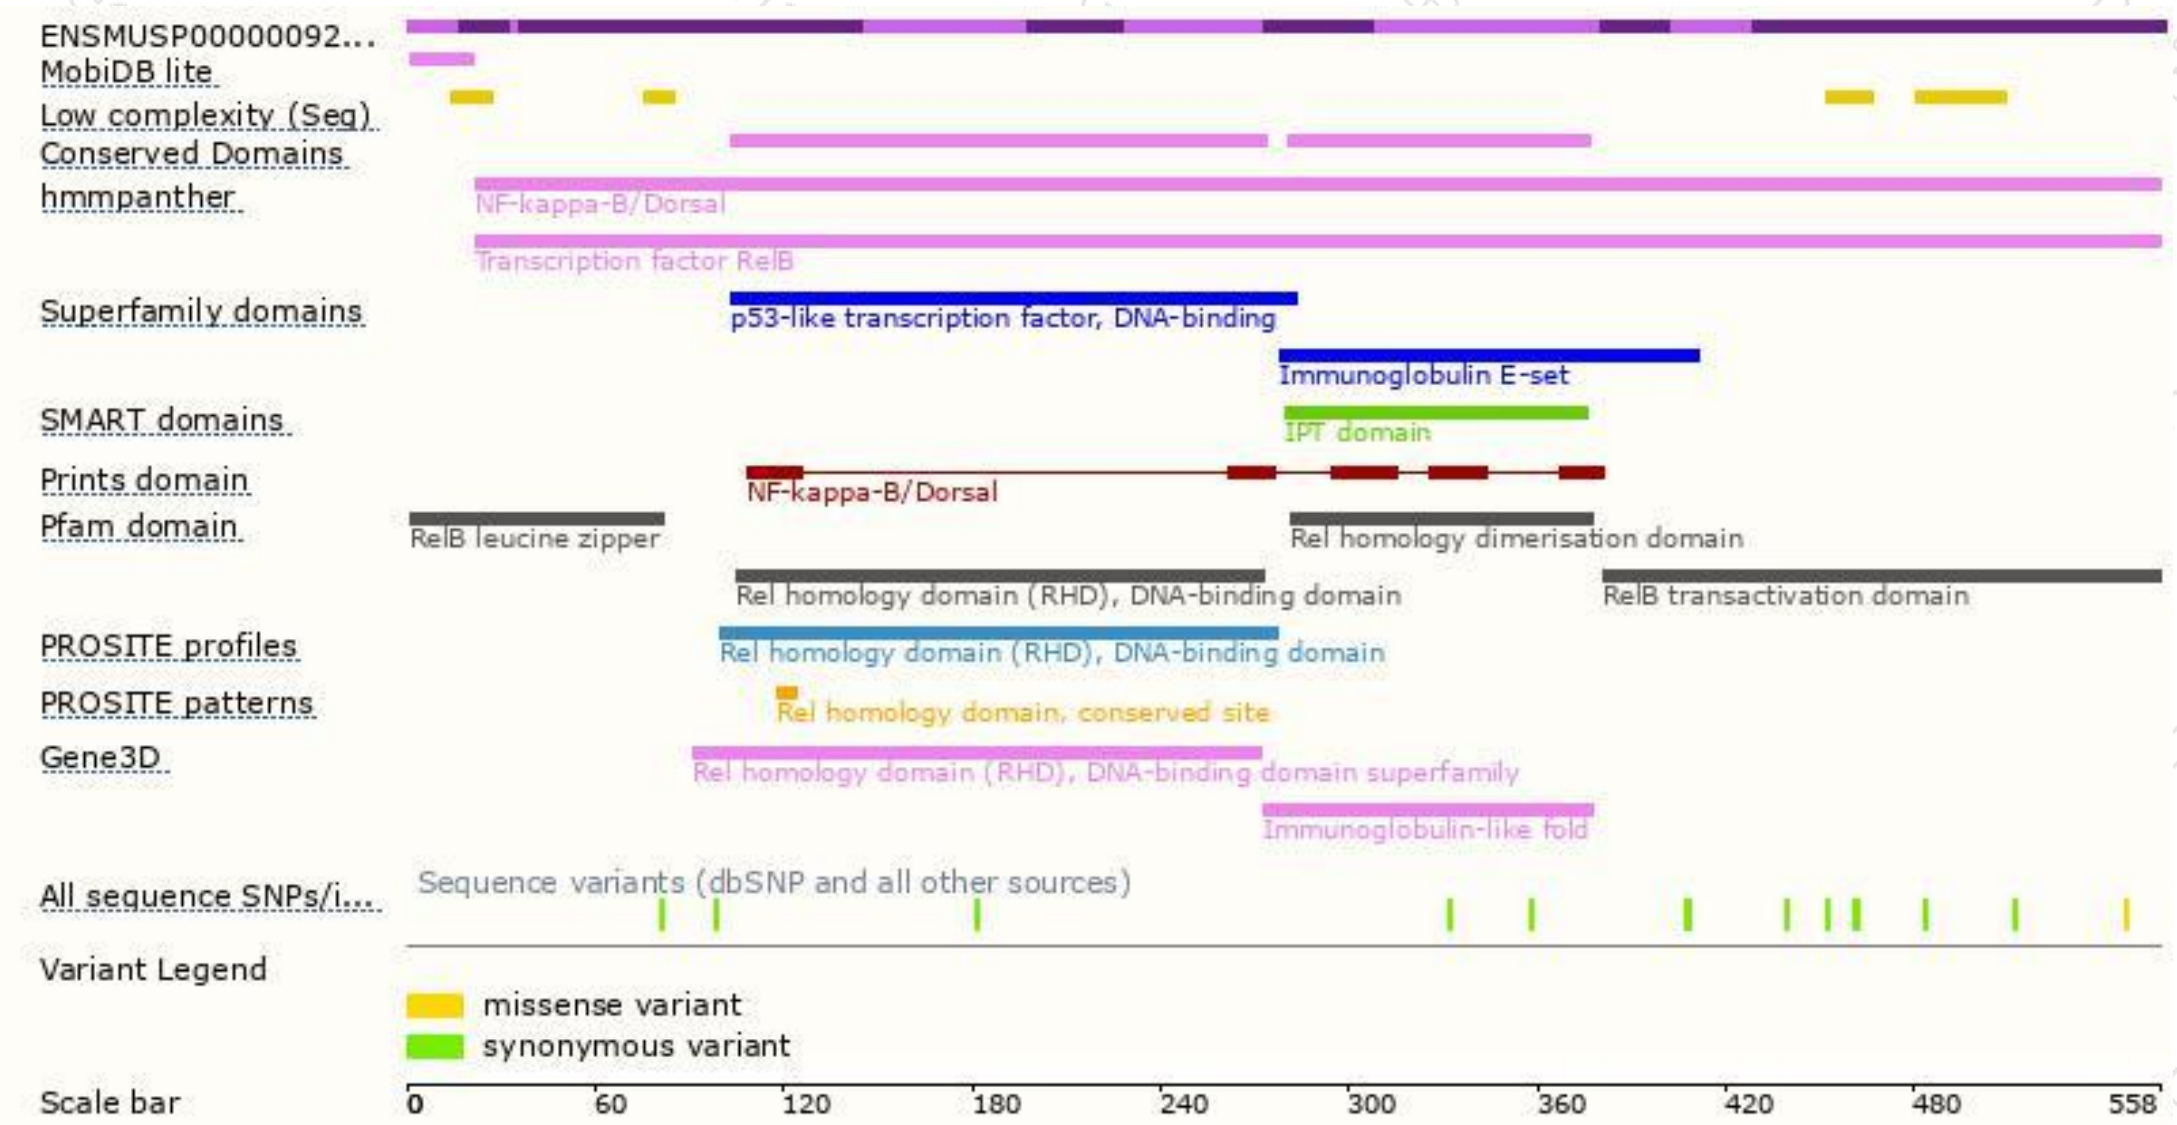 ENSMUSP00000092...
MobiDB lite
Low complexity (Seg)
Conserved Domains
hmmpanther
NF-kappa-B/Dorsal
Transcription factor RelB
Superfamily domains
p53-like transcription factor, DNA-binding
Immunoglobulin E-set
SMART domains
IPT domain
Prints domain
NF-kappa-B/Dorsal
Pfam domain
RelB leucine zipper
Rel homology dimerisation domain
Rel homology domain (RHD), DNA-binding domain
RelB transactivation domain
PROSITE profiles
Rel homology domain (RHD), DNA-binding domain
PROSITE patterns
Rel homology domain, conserved site
Gene3D
Rel homology domain (RHD), DNA-binding domain superfamily
Immunoglobulin-like fold
All sequence SNPs/i...
Sequence variants (dbSNP and all other sources)
Variant Legend
missense variant
synonymous variant
Scale bar
0 60 120 180 240 300 360 420 480 558